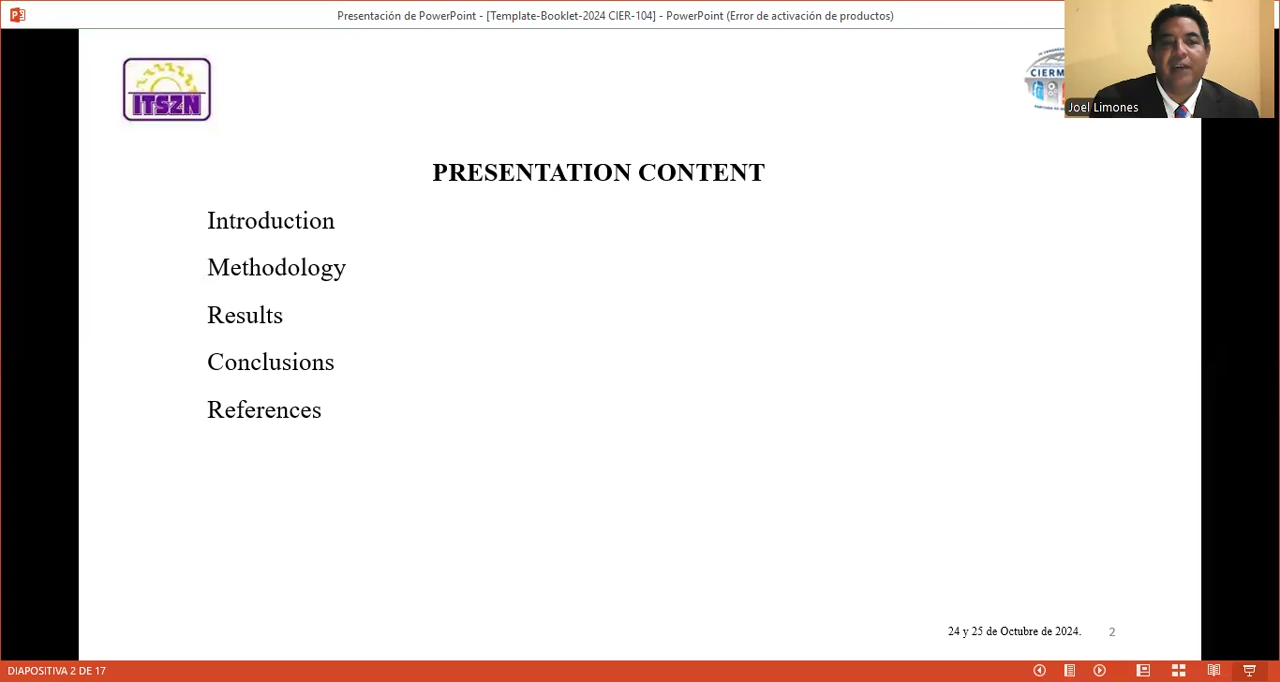 Presentación de PowerPoint - [Template-Booklet-2024 CIER-104] - PowerPoint (Error de activación de productos)
ITSZN
CIERM
Joel Limones
PRESENTATION CONTENT
Introduction
Methodology
Results
Conclusions
References
24 y 25 de Octubre de 2024. 2
DIAPOSITIVA 2 DE 17